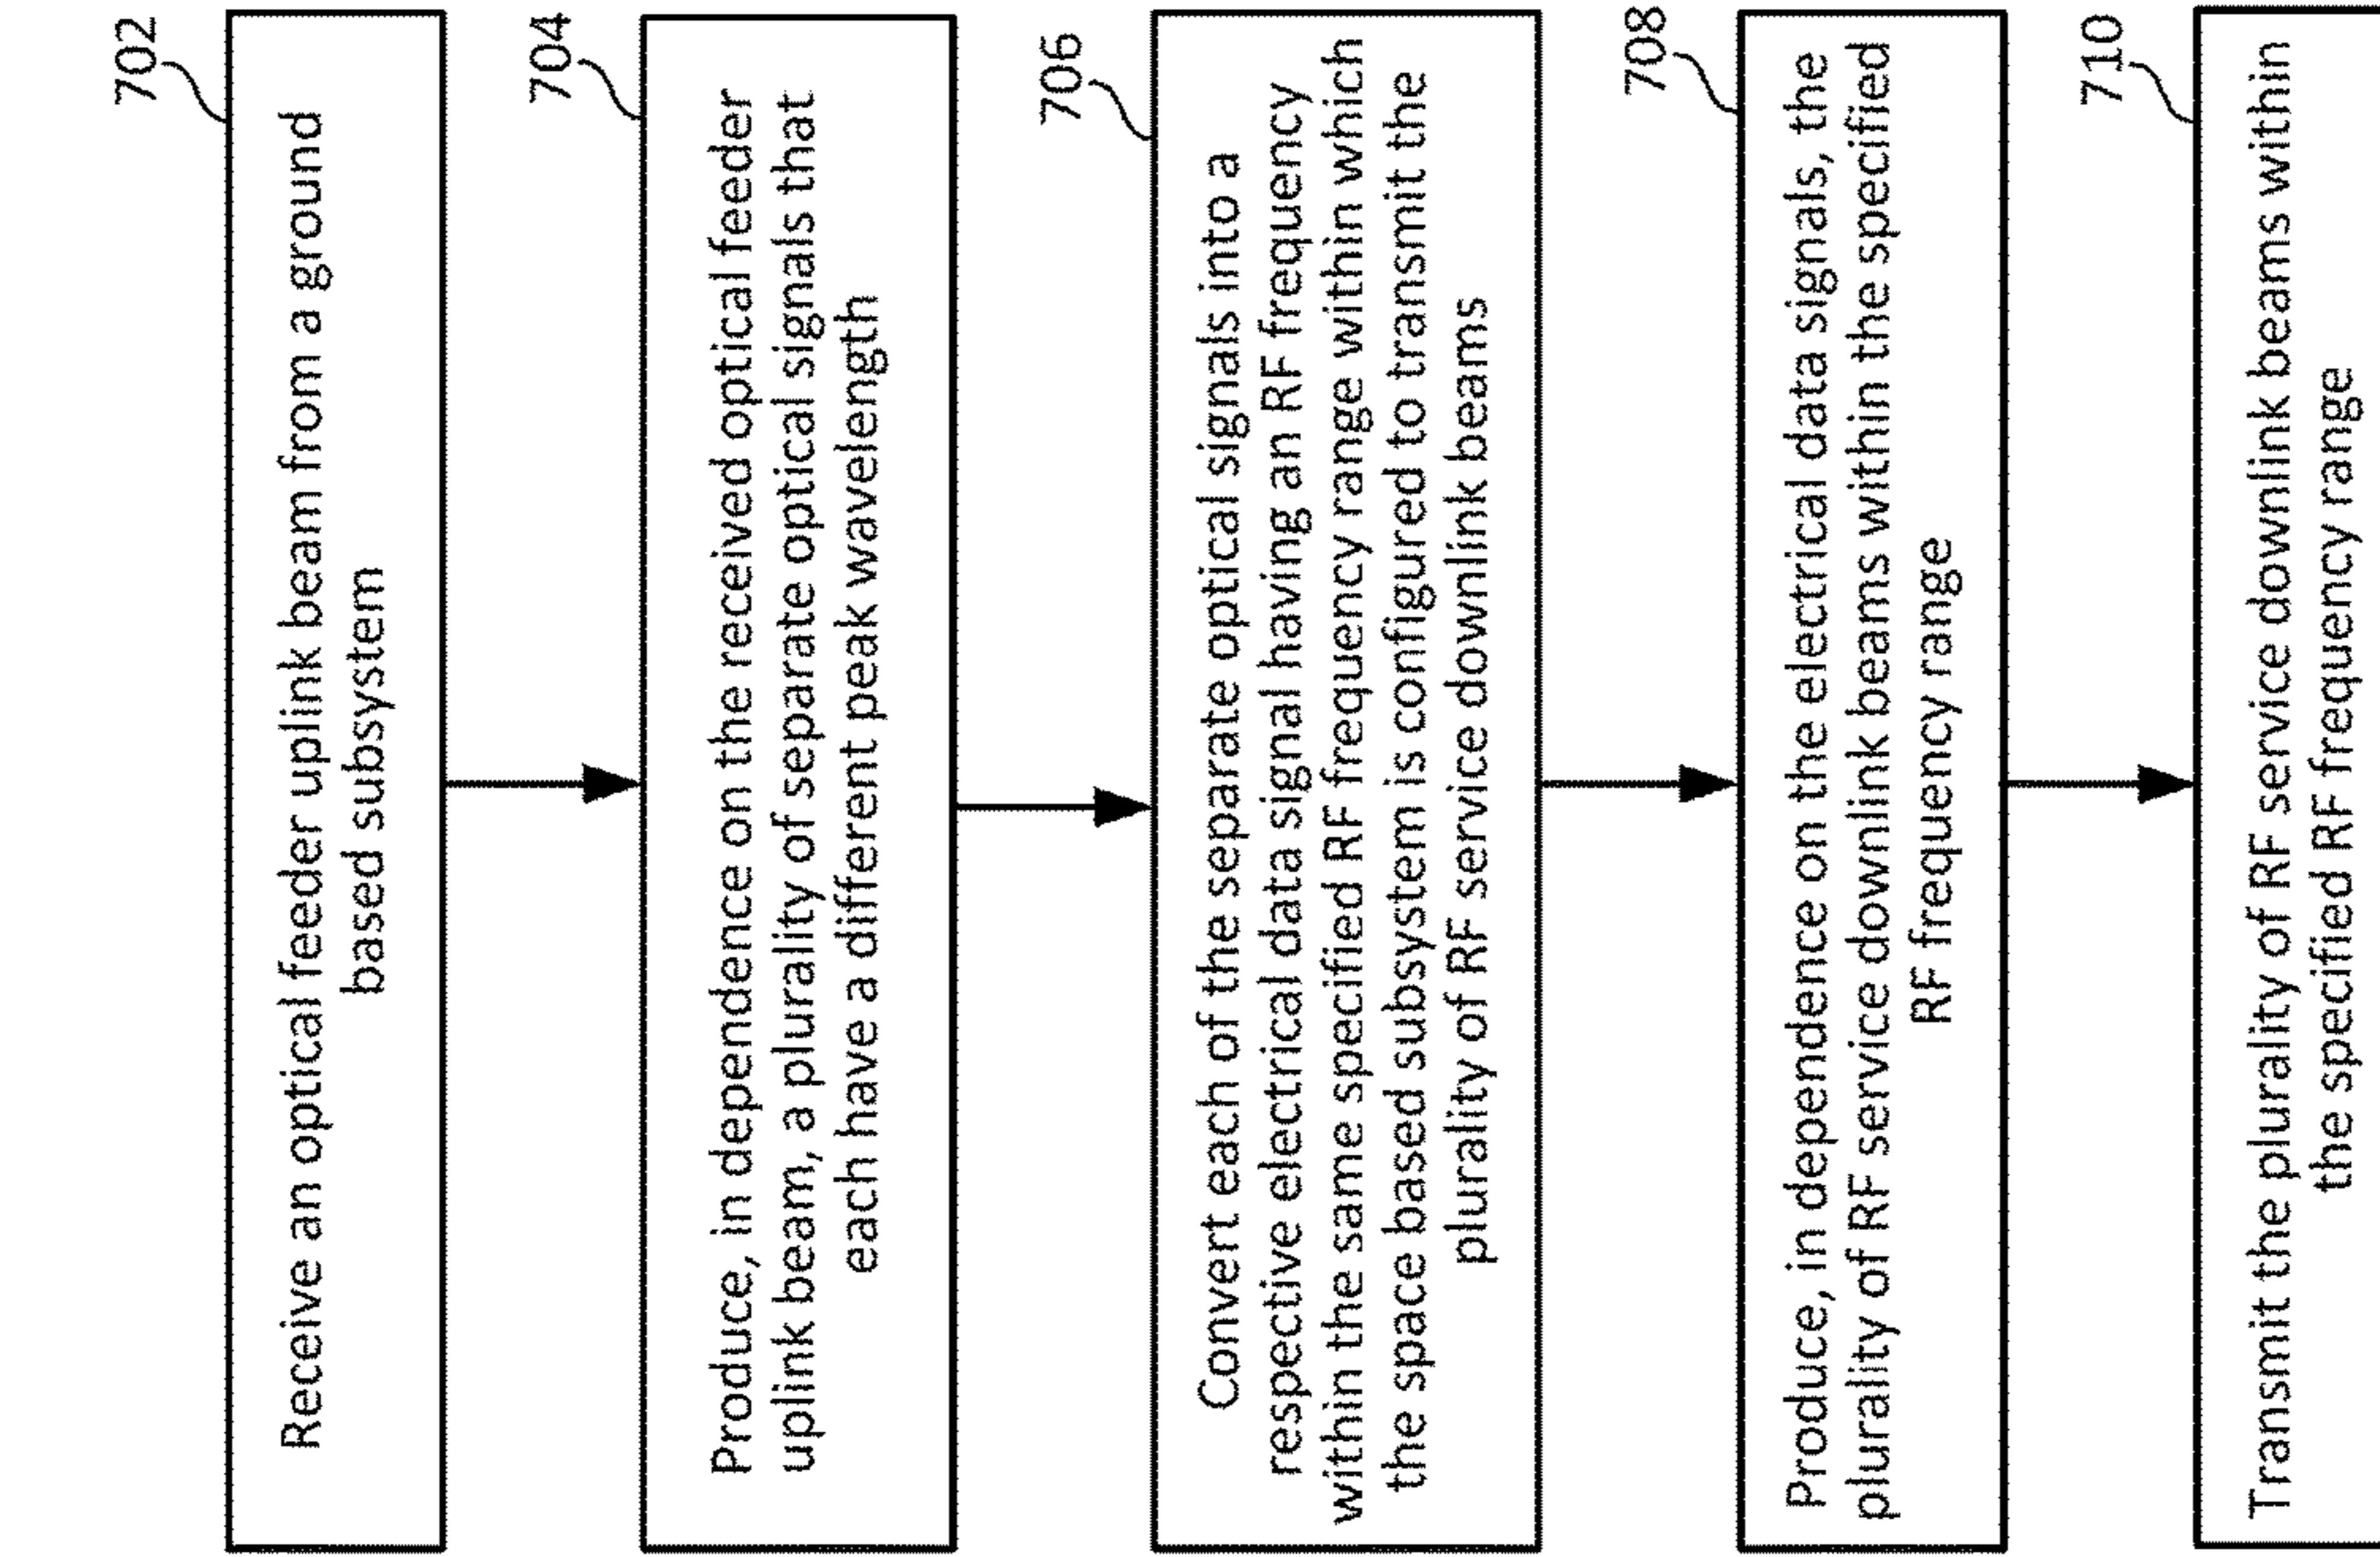 702
Receive an optical feeder uplink beam from a ground
based subsystem
704
Produce, in dependence on the received optical feeder
uplink beam, a plurality of separate optical signals that
each have a different peak wavelength
706
Convert each of the separate optical signals into a
respective electrical data signal having an RF frequency
within the same specified RF frequency range within which
the space based subsystem is configured to transmit the
plurality of RF service downlink beams
708
Produce, in dependence on the electrical data signals, the
plurality of RF service downlink beams within the specified
RF frequency range
710
Transmit the plurality of RF service downlink beams within
the specified RF frequency range